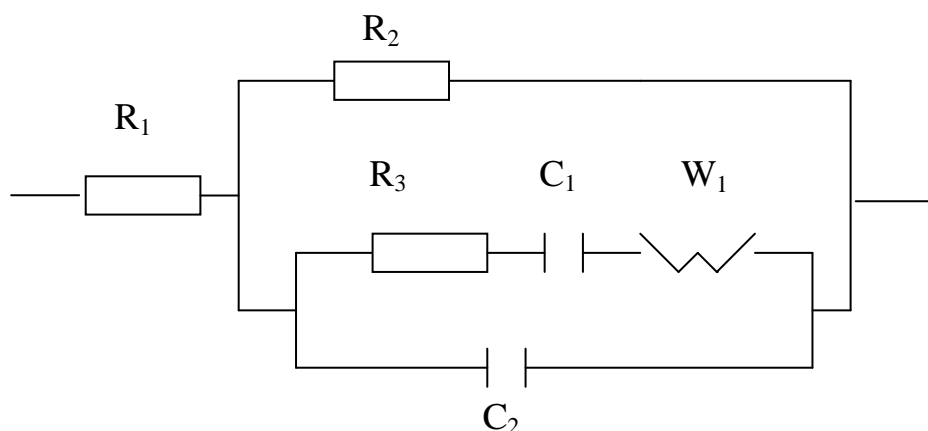 R₂
R₁
R₃ C₁ W₁
C₂